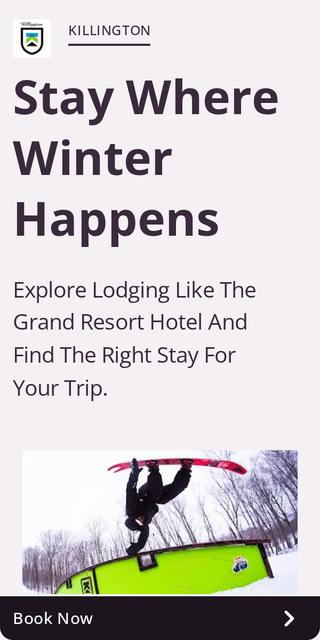 KILLINGTON
Stay Where
Winter
Happens
Explore Lodging Like The
Grand Resort Hotel And
Find The Right Stay For
Your Trip.
Book Now